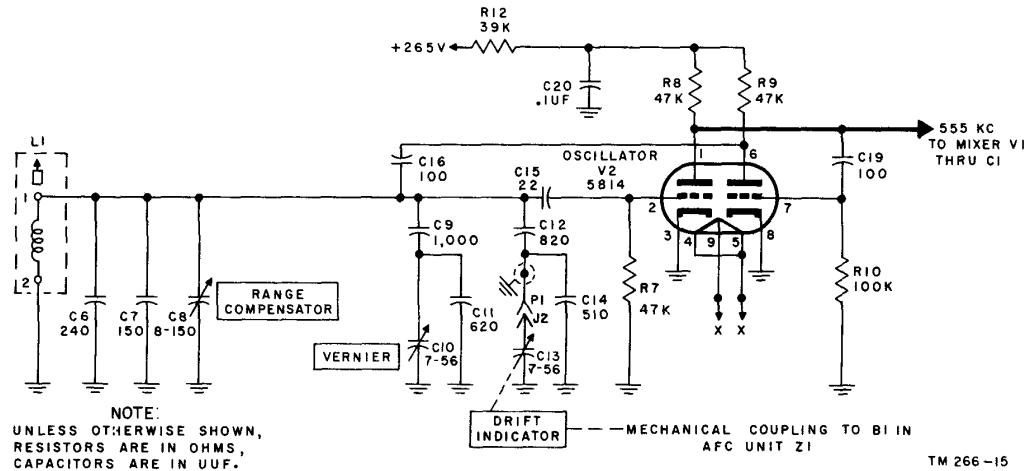 R12
39K
+265V
C20
.1UF
R8
47K
R9
47K
555 KC
TO MIXER V1
THRU C1
L1
1
2
C16
100
C15
22
OSCILLATOR
V2
5814
1
6
2
7
3
4
9
5
8
C19
100
C9
1,000
C12
820
C6
240
C7
150
C8
8-150
RANGE
COMPENSATOR
VERNIER
C10
7-56
C11
620
P1
J2
C13
7-56
C14
510
R7
47K
X
X
R10
100K
DRIFT
INDICATOR
MECHANICAL COUPLING TO B1 IN
AFC UNIT Z1
NOTE:
UNLESS OTHERWISE SHOWN,
RESISTORS ARE IN OHMS,
CAPACITORS ARE IN UUF.
TM 266-15